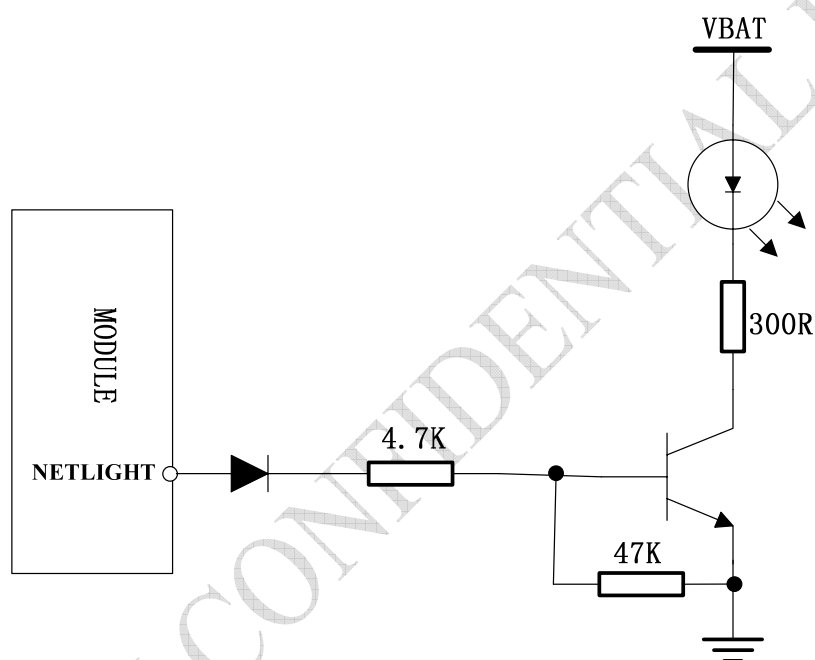 VBAT
300R
MODULE
4.7K
NETLIGHT
47K
CONFIDENTIAL